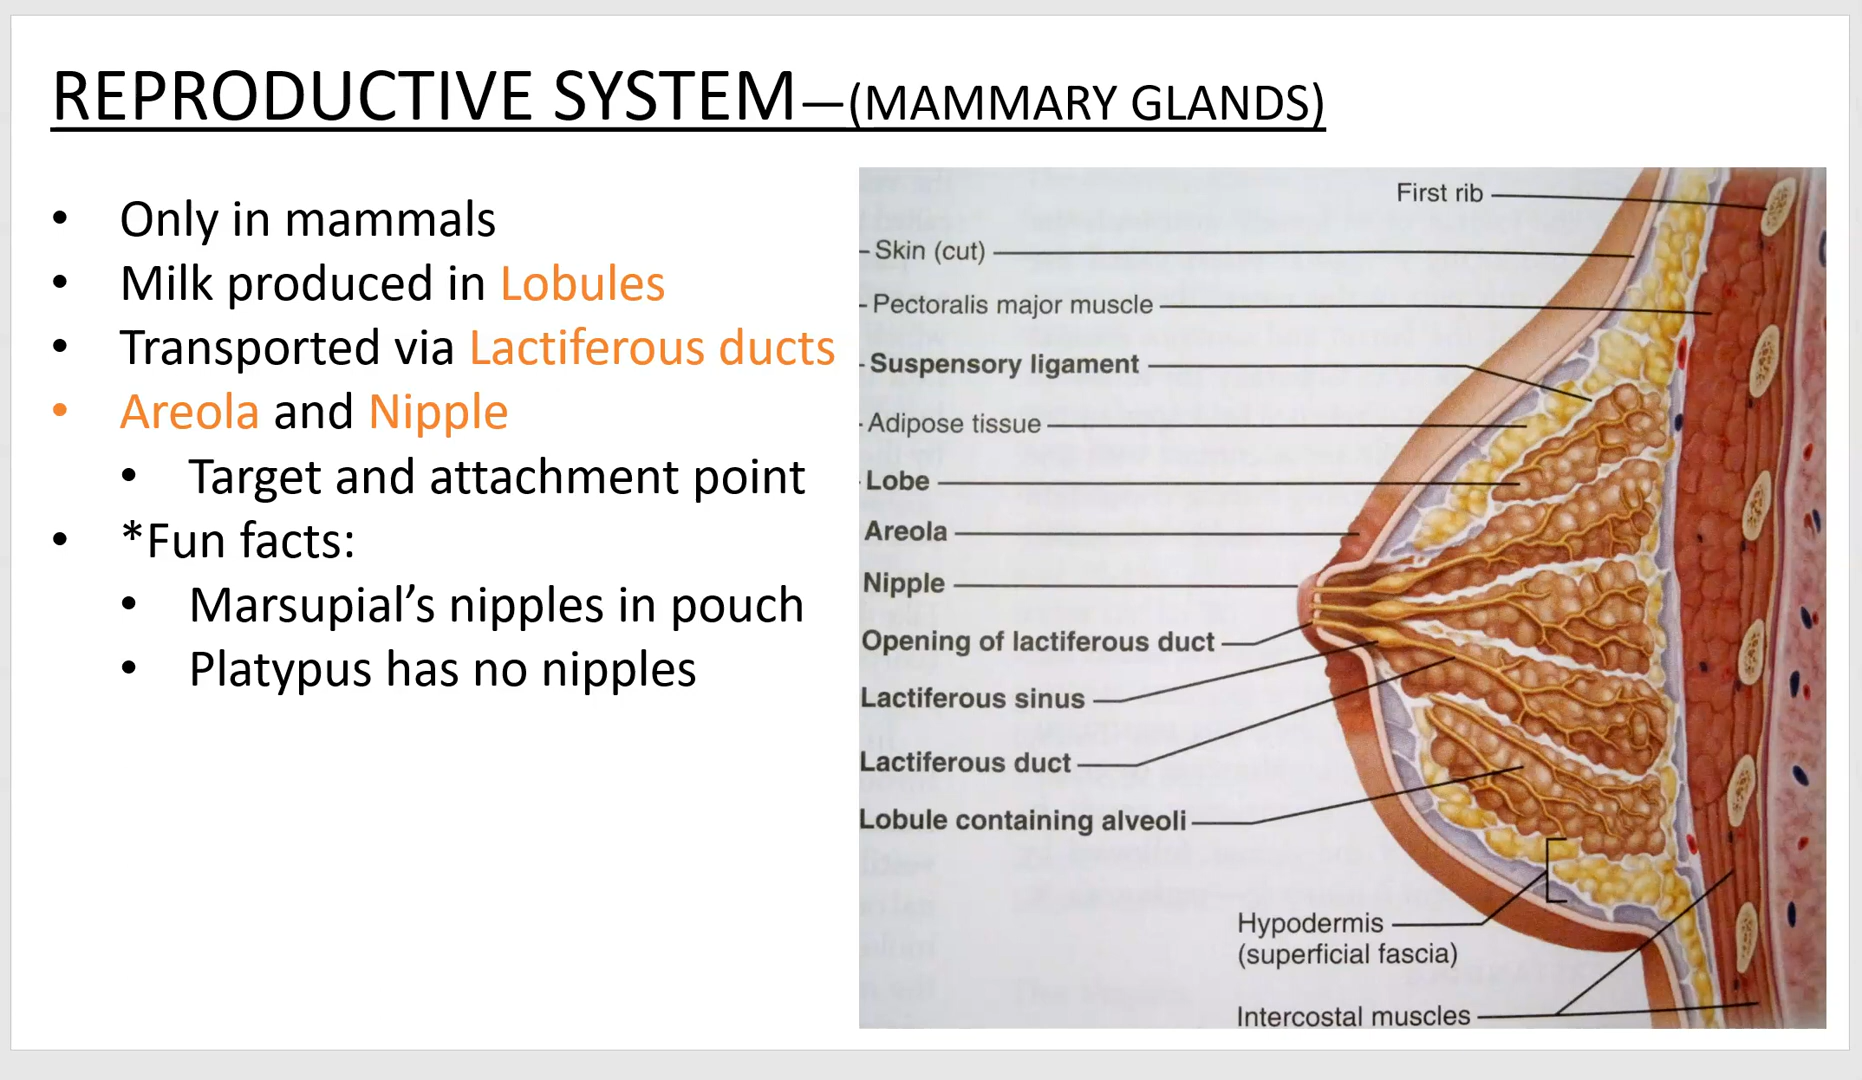 REPRODUCTIVE SYSTEM—(MAMMARY GLANDS)
• Only in mammals
• Milk produced in Lobules
• Transported via Lactiferous ducts
• Areola and Nipple
• Target and attachment point
• *Fun facts:
• Marsupial’s nipples in pouch
• Platypus has no nipples
First rib
Skin (cut)
Pectoralis major muscle
Suspensory ligament
Adipose tissue
Lobe
Areola
Nipple
Opening of lactiferous duct
Lactiferous sinus
Lactiferous duct
Lobule containing alveoli
Hypodermis
(superficial fascia)
Intercostal muscles